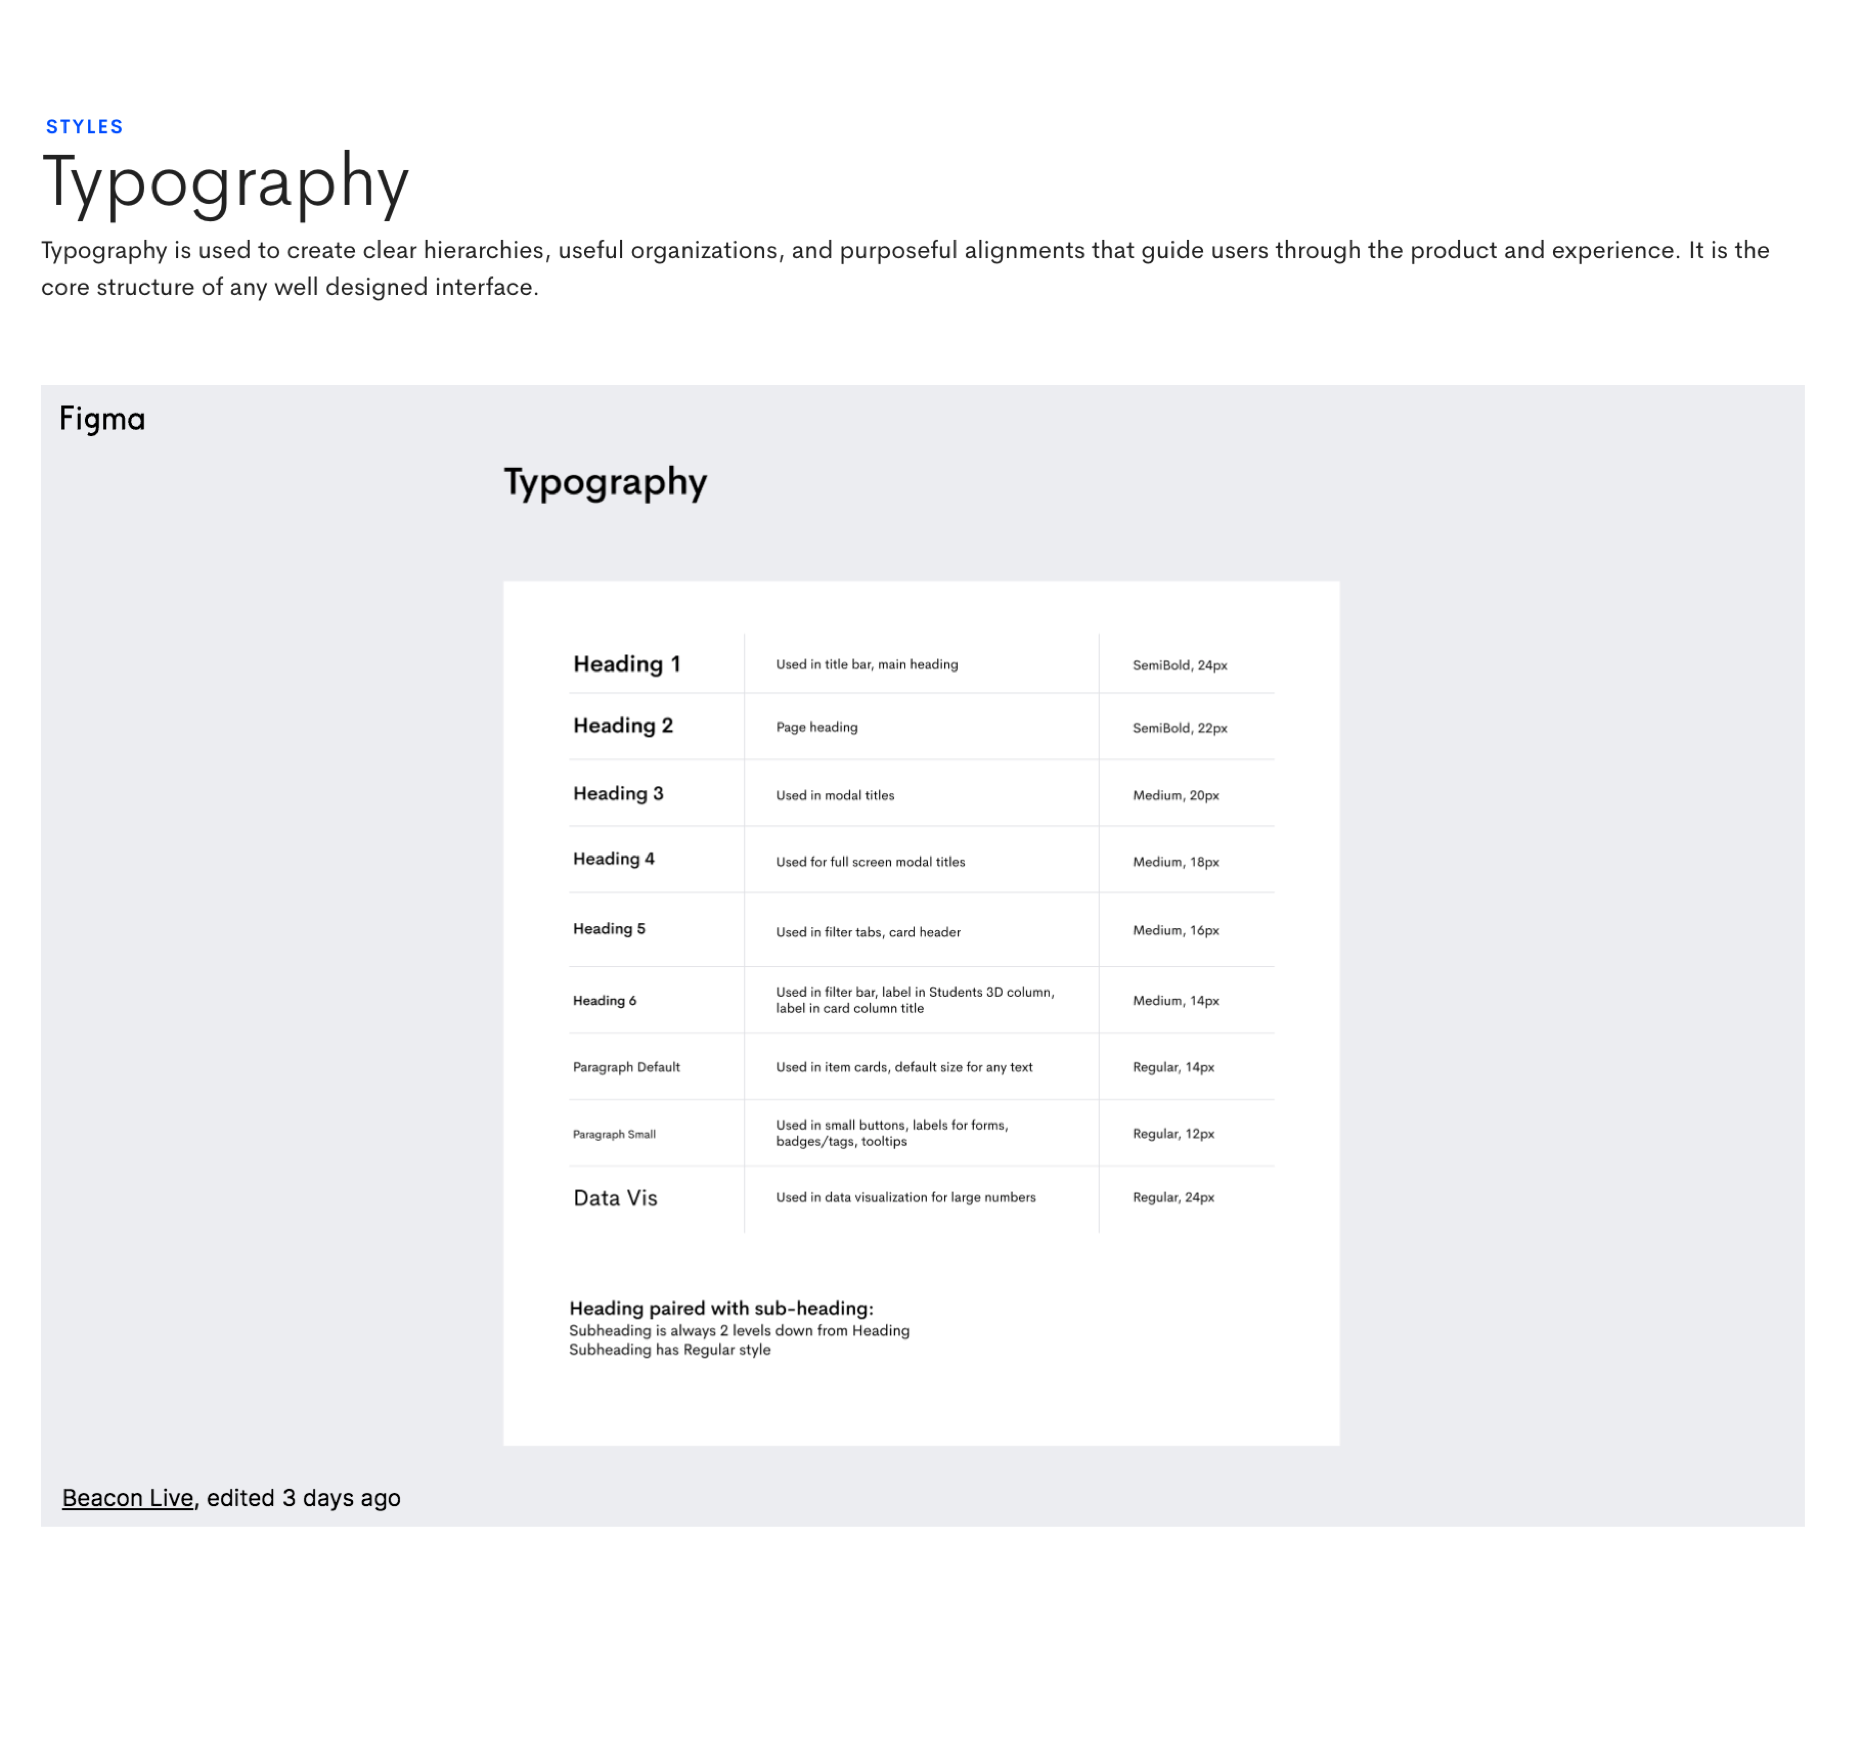 STYLES
Typography
Typography is used to create clear hierarchies, useful organizations, and purposeful alignments that guide users through the product and experience. It is the
core structure of any well designed interface.
Figma
Typography
Heading 1 Used in title bar, main heading SemiBold, 24px
Heading 2 Page heading SemiBold, 22px
Heading 3 Used in modal titles Medium, 20px
Heading 4 Used for full screen modal titles Medium, 18px
Heading 5 Used in filter tabs, card header Medium, 16px
Heading 6 Used in filter bar, label in Students 3D column, Medium, 14px
label in card column title
Paragraph Default Used in item cards, default size for any text Regular, 14px
Paragraph Small Used in small buttons, labels for forms, Regular, 12px
badges/tags, tooltips
Data Vis Used in data visualization for large numbers Regular, 24px
Heading paired with sub-heading:
Subheading is always 2 levels down from Heading
Subheading has Regular style
Beacon Live, edited 3 days ago